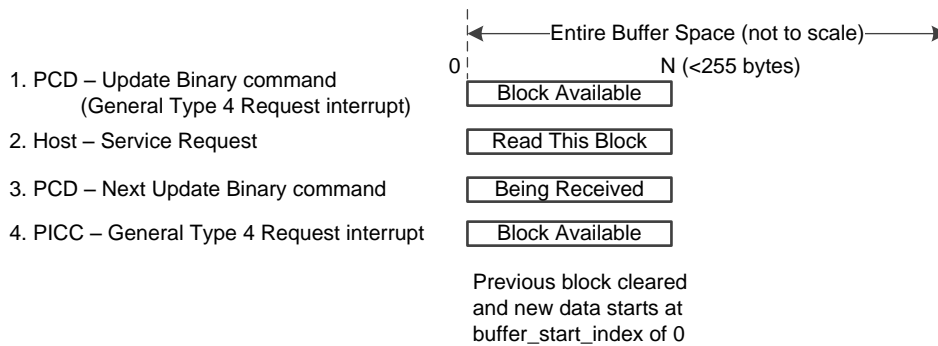 Entire Buffer Space (not to scale)
0
N (<255 bytes)
1. PCD – Update Binary command
(General Type 4 Request interrupt)
Block Available
2. Host – Service Request
Read This Block
3. PCD – Next Update Binary command
Being Received
4. PICC – General Type 4 Request interrupt
Block Available
Previous block cleared
and new data starts at
buffer_start_index of 0